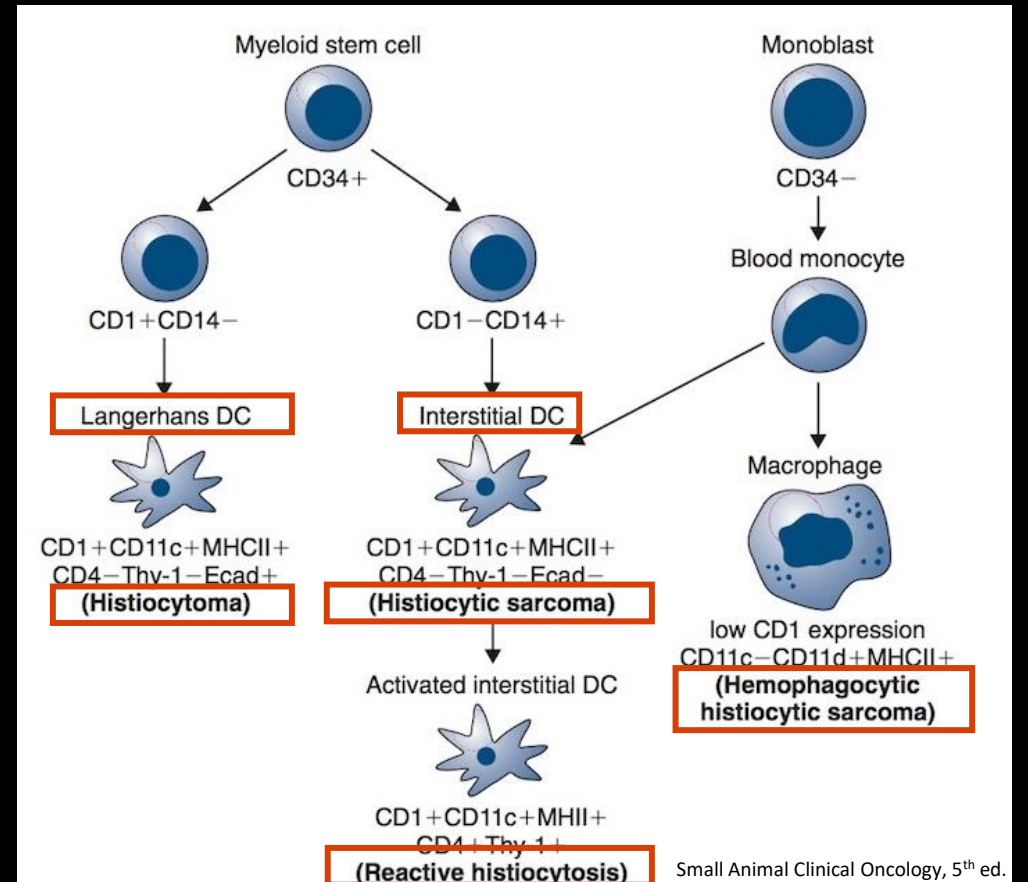 Myeloid stem cell
Monoblast
CD34+
CD34−
Blood monocyte
CD1+CD14−
CD1−CD14+
Langerhans DC
Interstitial DC
Macrophage
CD1+CD11c+MHCII+
CD4−Thy-1−Ecad+
(Histiocytoma)
CD1+CD11c+MHCII+
CD4−Thy-1−Ecad−
(Histiocytic sarcoma)
low CD1 expression
CD11c−CD11d+MHCII+
(Hemophagocytic
histiocytic sarcoma)
Activated interstitial DC
CD1+CD11c+MHII+
CD4+Thy-1+
(Reactive histiocytosis)
Small Animal Clinical Oncology, 5th ed.